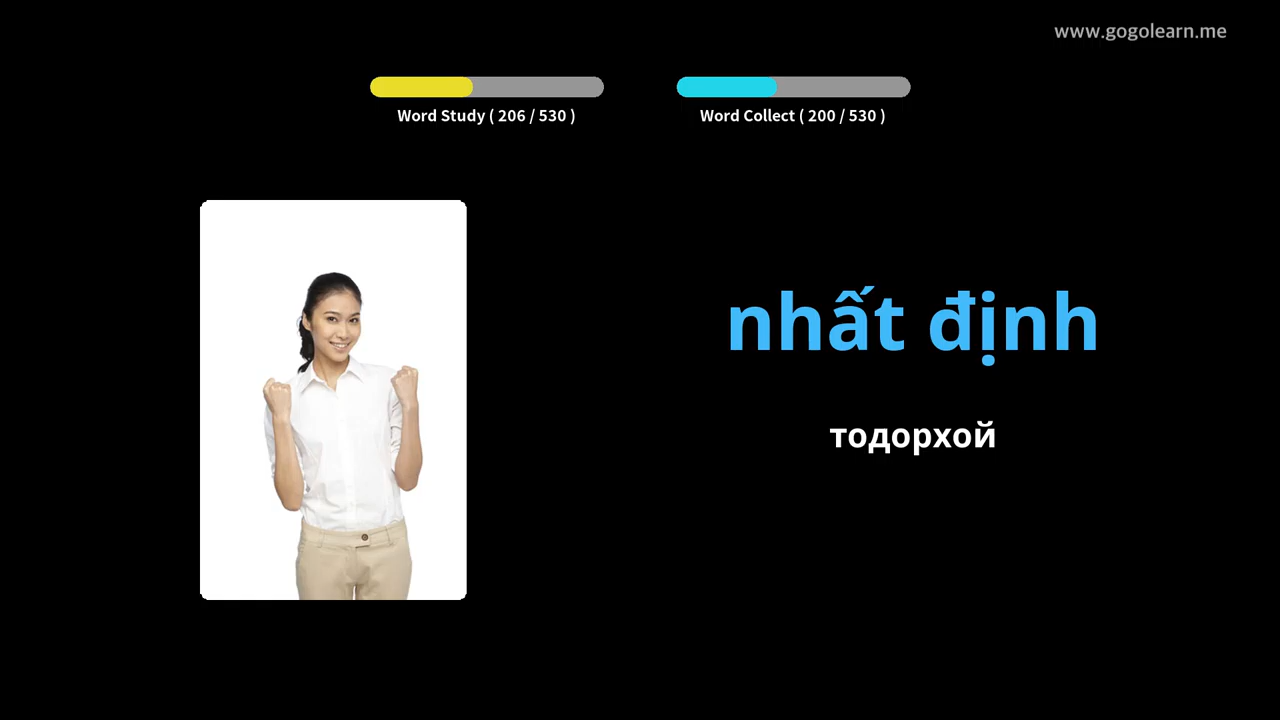 www.gogolearn.me
Word Study ( 206 / 530 )
Word Collect ( 200 / 530 )
nhất định
тодорхой